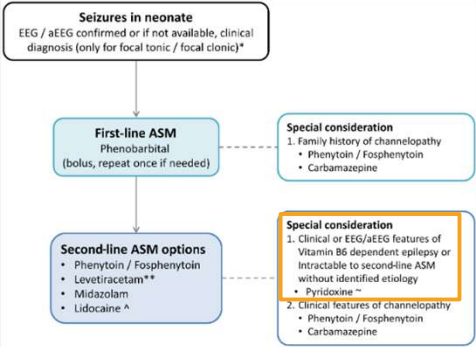 Seizures in neonate
EEG / aEEG confirmed or if not available, clinical
diagnosis (only for focal tonic / focal clonic)*
First-line ASM
Phenobarbital
(bolus, repeat once if needed)
Special consideration
1. Family history of channelopathy
• Phenytoin / Fosphenytoin
• Carbamazepine
Second-line ASM options
• Phenytoin / Fosphenytoin
• Levetiracetam**
• Midazolam
• Lidocaine ^
Special consideration
1. Clinical or EEG/aEEG features of
Vitamin B6 dependent epilepsy or
Intractable to second-line ASM
without identified etiology
• Pyridoxine ~
2. Clinical features of channelopathy
• Phenytoin / Fosphenytoin
• Carbamazepine